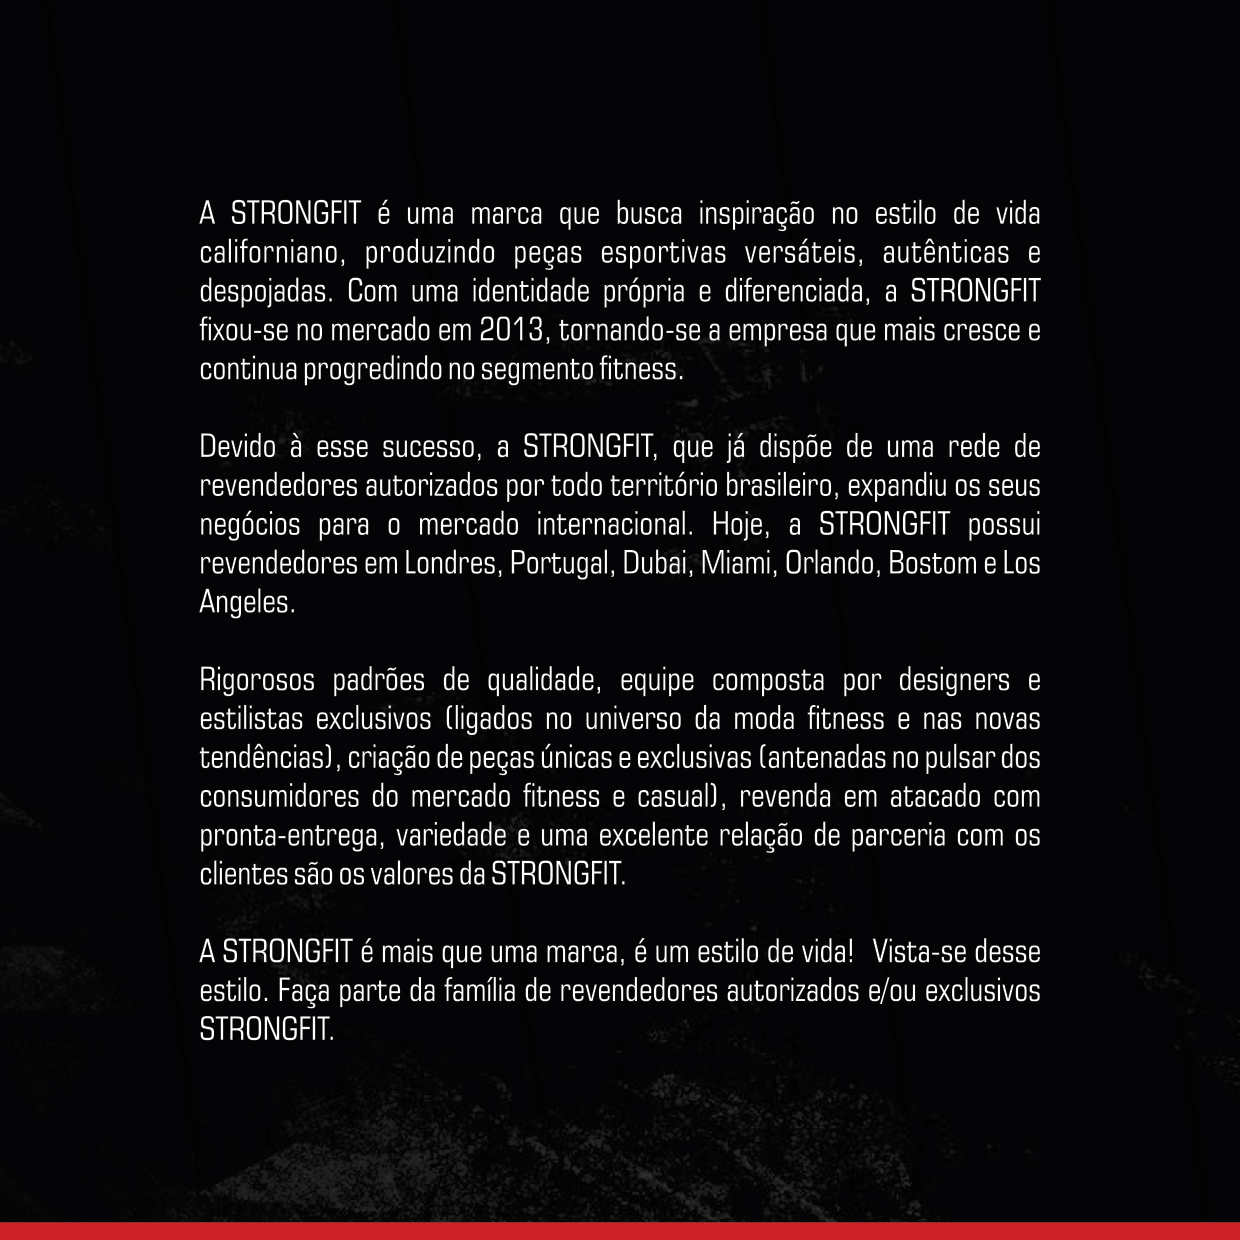 A STRONGFIT é uma marca que busca inspiração no estilo de vida
californiano, produzindo peças esportivas versáteis, autênticas e
despojadas. Com uma identidade própria e diferenciada, a STRONGFIT
fixou-se no mercado em 2013, tornando-se a empresa que mais cresce e
continua progredindo no segmento fitness.
Devido à esse sucesso, a STRONGFIT, que já dispõe de uma rede de
revendedores autorizados por todo território brasileiro, expandiu os seus
negócios para o mercado internacional. Hoje, a STRONGFIT possui
revendedores em Londres, Portugal, Dubai, Miami, Orlando, Bostom e Los
Angeles.
Rigorosos padrões de qualidade, equipe composta por designers e
estilistas exclusivos (ligados no universo da moda fitness e nas novas
tendências), criação de peças únicas e exclusivas (antenadas no pulsar dos
consumidores do mercado fitness e casual), revenda em atacado com
pronta-entrega, variedade e uma excelente relação de parceria com os
clientes são os valores da STRONGFIT.
A STRONGFIT é mais que uma marca, é um estilo de vida! Vista-se desse
estilo. Faça parte da família de revendedores autorizados e/ou exclusivos
STRONGFIT.